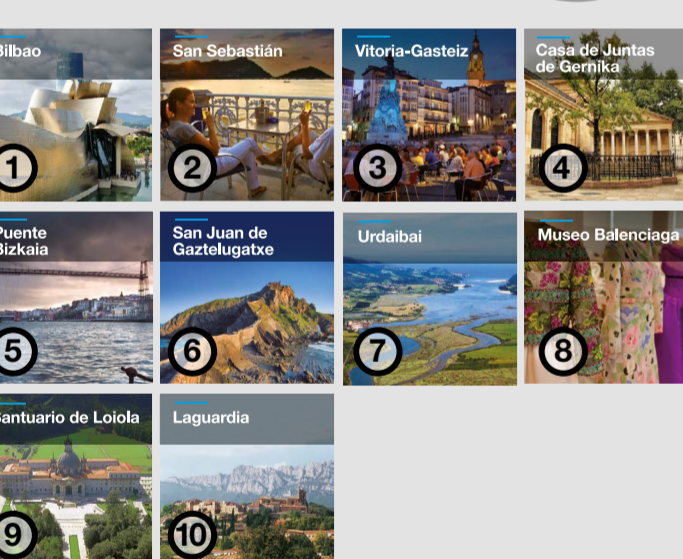 Bilbao
1
San Sebastián
2
Vitoria-Gasteiz
3
Casa de Juntas
de Gernika
4
Puente
Bizkaia
5
San Juan de
Gaztelugatxe
6
Urdaibai
7
Museo Balenciaga
8
Santuario de Loiola
9
Laguardia
10